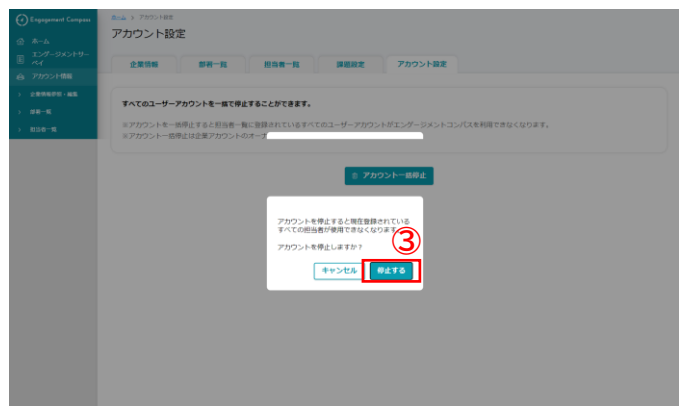 Engagement Compass
ホーム
エンゲージメントサー
ベイ
アカウント情報
企業情報詳細・編集
部署一覧
担当者一覧
ホーム > アカウント設定
アカウント設定
企業情報 部署一覧 担当者一覧 課題設定 アカウント設定
すべてのユーザーアカウントを一括で停止することができます。
※アカウントを一括停止すると担当者一覧に登録されているすべてのユーザーアカウントがエンゲージメントコンパスを利用できなくなります。
※アカウント一括停止は企業アカウントのオーナ
アカウント一括停止
アカウントを停止すると現在登録されている
すべての担当者が使用できなくなります。
アカウントを停止しますか？
③
キャンセル 停止する